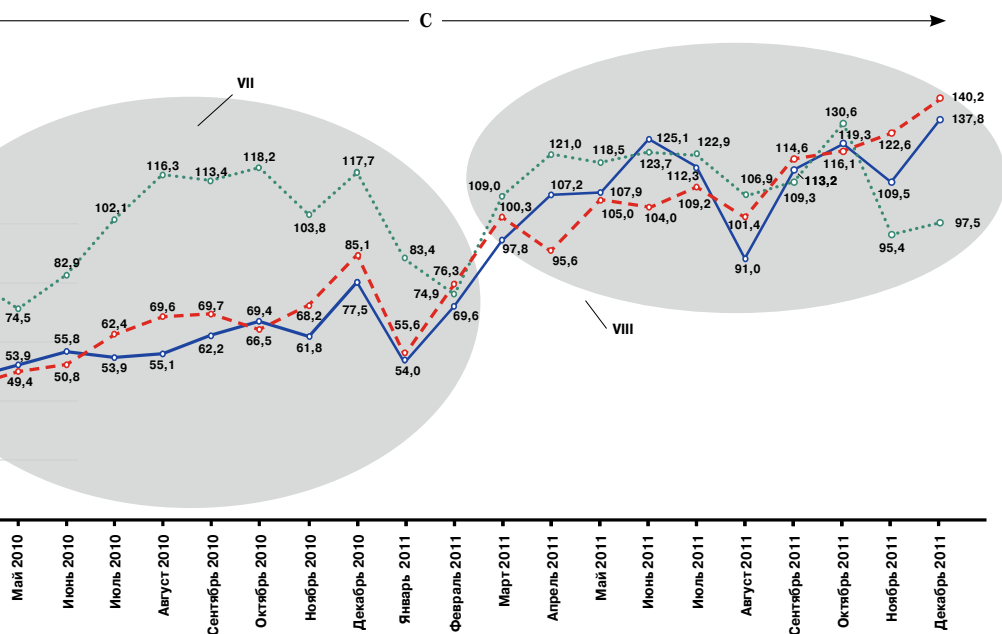 C
VII
VIII
74,5
82,9
102,1
116,3
113,4
118,2
103,8
117,7
83,4
74,9
109,0
121,0
118,5
123,7
122,9
106,9
113,2
130,6
95,4
97,5
49,4
50,8
62,4
69,6
69,7
66,5
68,2
85,1
55,6
76,3
100,3
95,6
105,0
104,0
109,2
101,4
114,6
116,1
122,6
140,2
53,9
55,8
53,9
55,1
62,2
69,4
61,8
77,5
54,0
69,6
97,8
107,2
107,9
125,1
112,3
91,0
109,3
119,3
109,5
137,8
Май 2010
Июнь 2010
Июль 2010
Август 2010
Сентябрь 2010
Октябрь 2010
Ноябрь 2010
Декабрь 2010
Январь 2011
Февраль 2011
Март 2011
Апрель 2011
Май 2011
Июнь 2011
Июль 2011
Август 2011
Сентябрь 2011
Октябрь 2011
Ноябрь 2011
Декабрь 2011